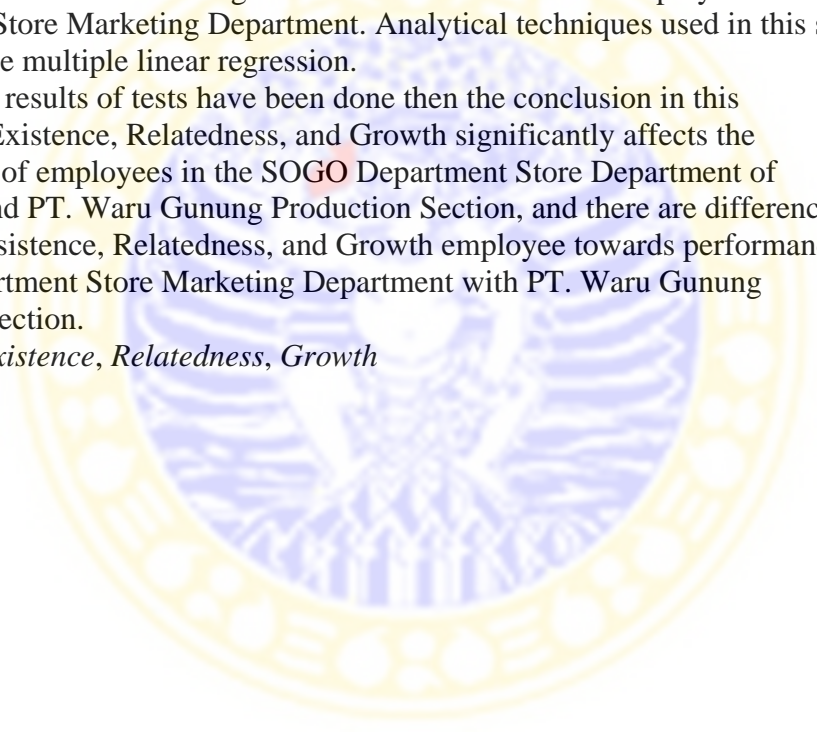 Store Marketing Department. Analytical techniques used in this
e multiple linear regression.
results of tests have been done then the conclusion in this
Existence, Relatedness, and Growth significantly affects the
of employees in the SOGO Department Store Department of
nd PT. Waru Gunung Production Section, and there are differenc
sistence, Relatedness, and Growth employee towards performan
rtment Store Marketing Department with PT. Waru Gunung
ection.
xistence, Relatedness, Growth